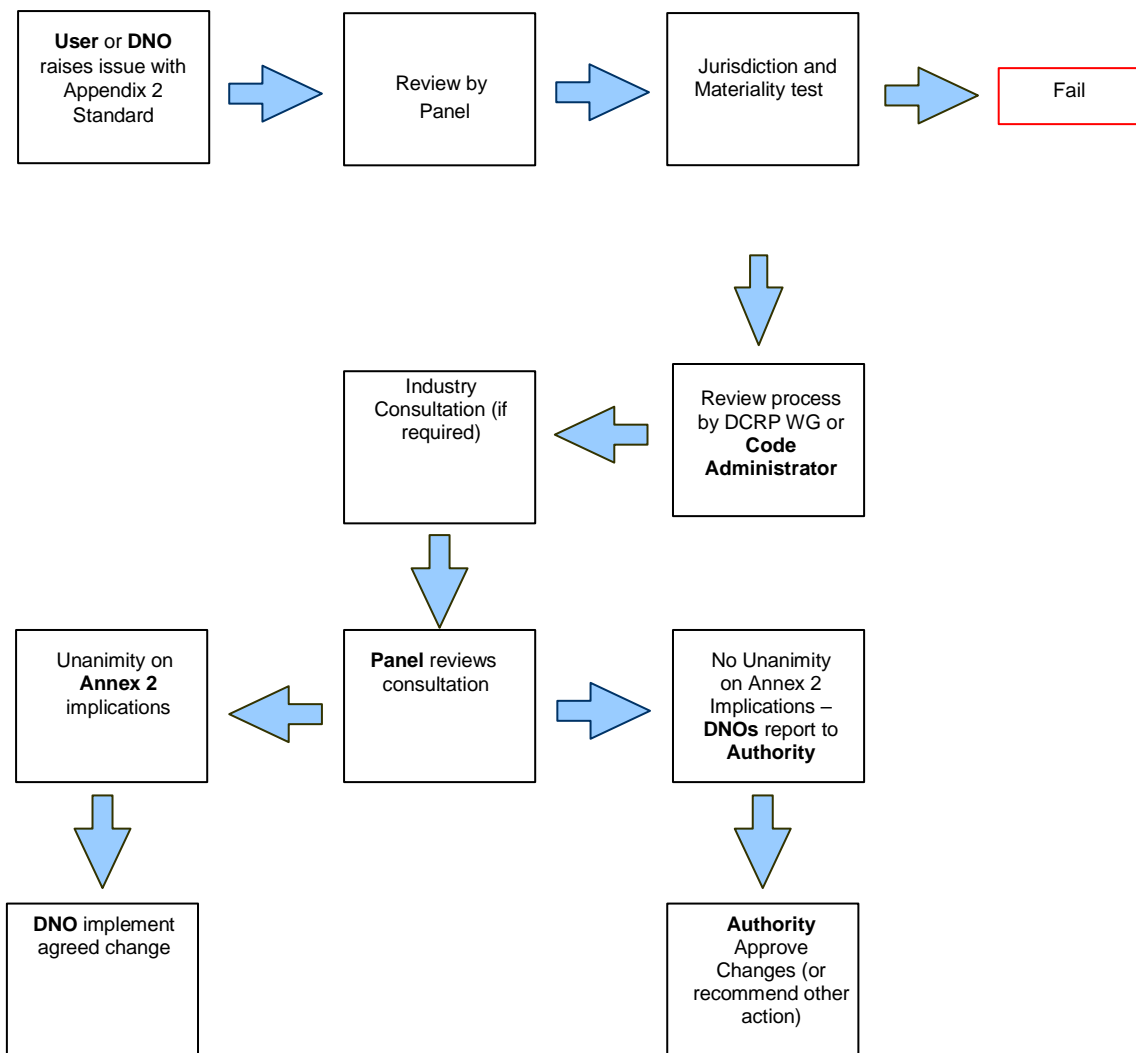 User or DNO
raises issue with
Appendix 2
Standard
Review by
Panel
Jurisdiction and
Materiality test
Fail
Industry
Consultation (if
required)
Review process
by DCRP WG or
Code
Administrator
Unanimity on
Annex 2
implications
Panel reviews
consultation
No Unanimity
on Annex 2
Implications –
DNOs report to
Authority
DNO implement
agreed change
Authority
Approve
Changes (or
recommend other
action)